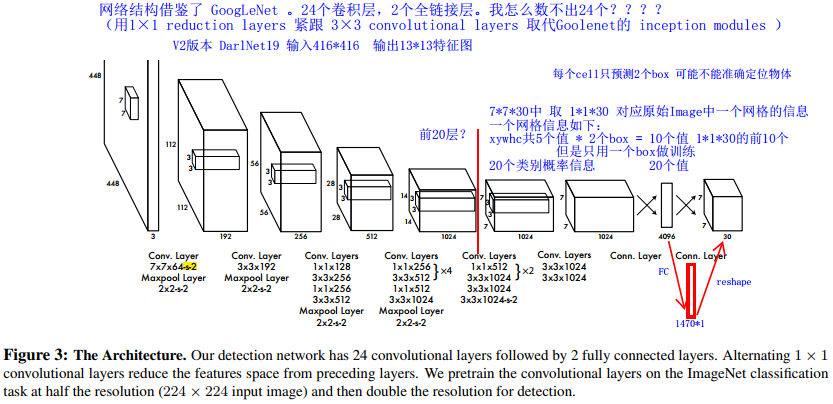 网络结构借鉴了 GoogLeNet 。24个卷积层，2个全链接层。我怎么数不出24个？？？？
（用1×1 reduction layers 紧跟 3×3 convolutional layers 取代Goolenet的 inception modules ）
V2版本 DarlNet19 输入416*416 输出13*13特征图
每个cell只预测2个box 可能不能准确定位物体
7*7*30中 取 1*1*30 对应原始Image中一个网格的信息
一个网格信息如下：
xywhc共5个值 * 2个box = 10个值 1*1*30的前10个
但是只用一个box做训练
20个类别概率信息 20个值
前20层？
448
448
7
7
3
112
112
3
3
192
56
56
3
3
256
28
28
3
3
512
14
14
3
3
1024
7
7
3
3
1024
7
7
1024
4096
7
7
30
Conv. Layer
7x7x64-s-2
Maxpool Layer
2x2-s-2
Conv. Layer
3x3x192
Maxpool Layer
2x2-s-2
Conv. Layers
1x1x128
3x3x256
1x1x256
3x3x512
Maxpool Layer
2x2-s-2
Conv. Layers
1x1x256
3x3x512
}×4
1x1x512
3x3x1024
Maxpool Layer
2x2-s-2
Conv. Layers
1x1x512
3x3x1024
}×2
3x3x1024
3x3x1024-s-2
Conv. Layers
3x3x1024
3x3x1024
Conn. Layer
Conn. Layer
FC
reshape
1470*1
Figure 3: The Architecture. Our detection network has 24 convolutional layers followed by 2 fully connected layers. Alternating 1 × 1
convolutional layers reduce the features space from preceding layers. We pretrain the convolutional layers on the ImageNet classification
task at half the resolution (224 × 224 input image) and then double the resolution for detection.